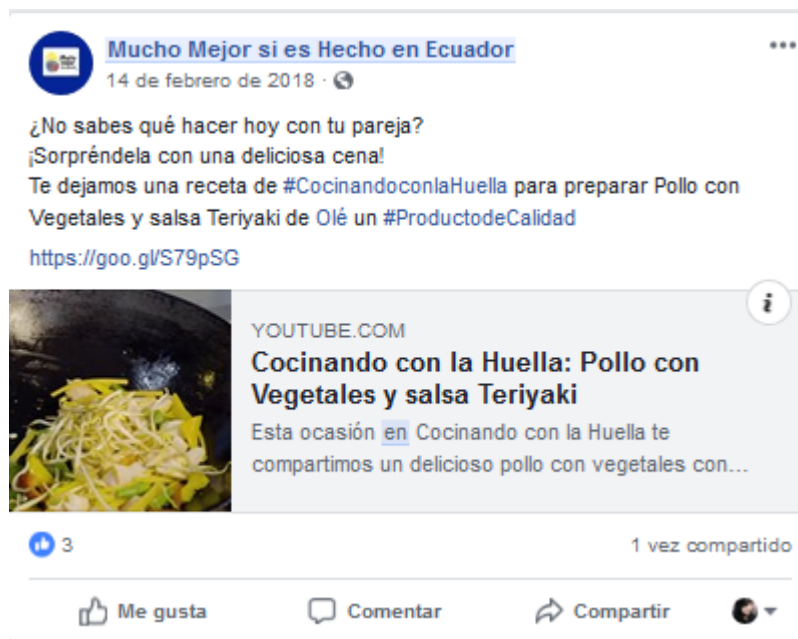 Mucho Mejor si es Hecho en Ecuador
14 de febrero de 2018 ·
¿No sabes qué hacer hoy con tu pareja?
¡Sorpréndela con una deliciosa cena!
Te dejamos una receta de #CocinandoconlaHuella para preparar Pollo con
Vegetales y salsa Teriyaki de Olé un #ProductodeCalidad
https://goo.gl/S79pSG
YOUTUBE.COM
Cocinando con la Huella: Pollo con
Vegetales y salsa Teriyaki
Esta ocasión en Cocinando con la Huella te
compartimos un delicioso pollo con vegetales con...
3
1 vez compartido
Me gusta
Comentar
Compartir